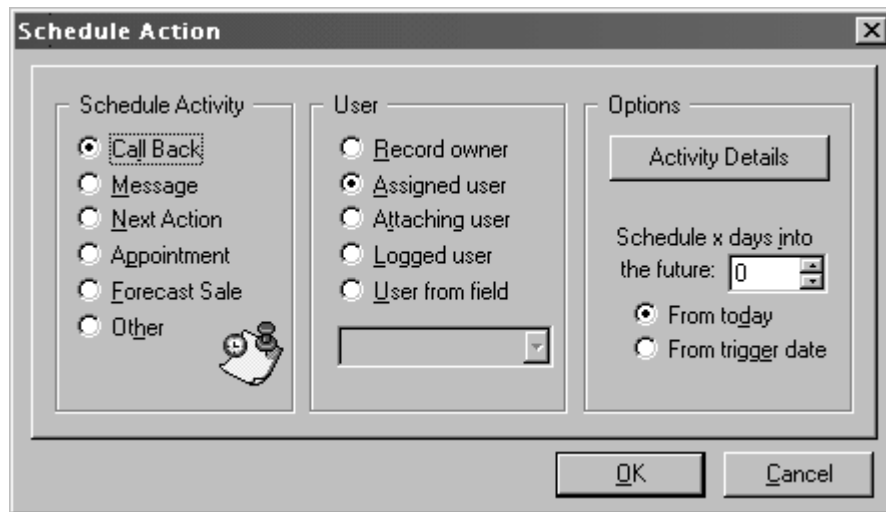 Schedule Action
Schedule Activity
Call Back
Message
Next Action
Appointment
Forecast Sale
Other
User
Record owner
Assigned user
Attaching user
Logged user
User from field
Options
Activity Details
Schedule x days into
the future: 0
From today
From trigger date
OK
Cancel